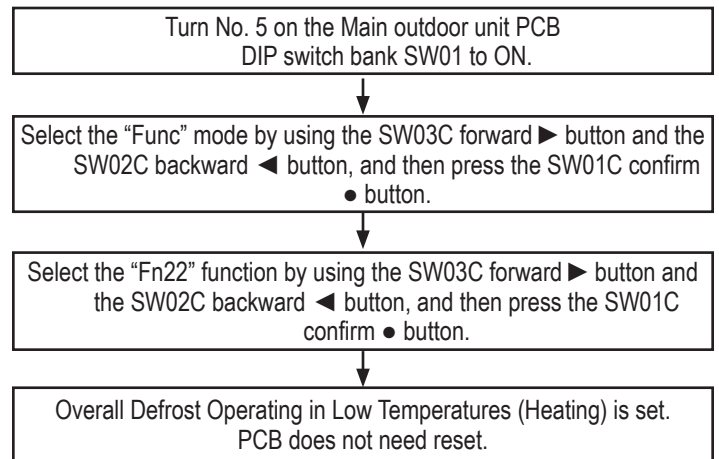 Turn No. 5 on the Main outdoor unit PCB
DIP switch bank SW01 to ON.
Select the “Func” mode by using the SW03C forward ► button and the
SW02C backward ◄ button, and then press the SW01C confirm
● button.
Select the “Fn22” function by using the SW03C forward ► button and
the SW02C backward ◄ button, and then press the SW01C
confirm ● button.
Overall Defrost Operating in Low Temperatures (Heating) is set.
PCB does not need reset.